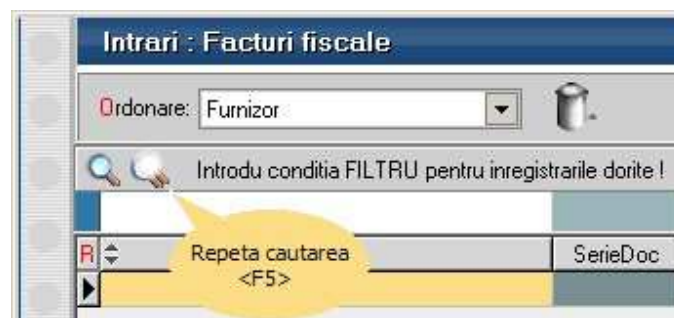 Intrari : Facturi fiscale
Ordonare: Furnizor
Introdu conditia FILTRU pentru inregistrarile dorite !
R SerieDoc
Repeta cautarea
<F5>